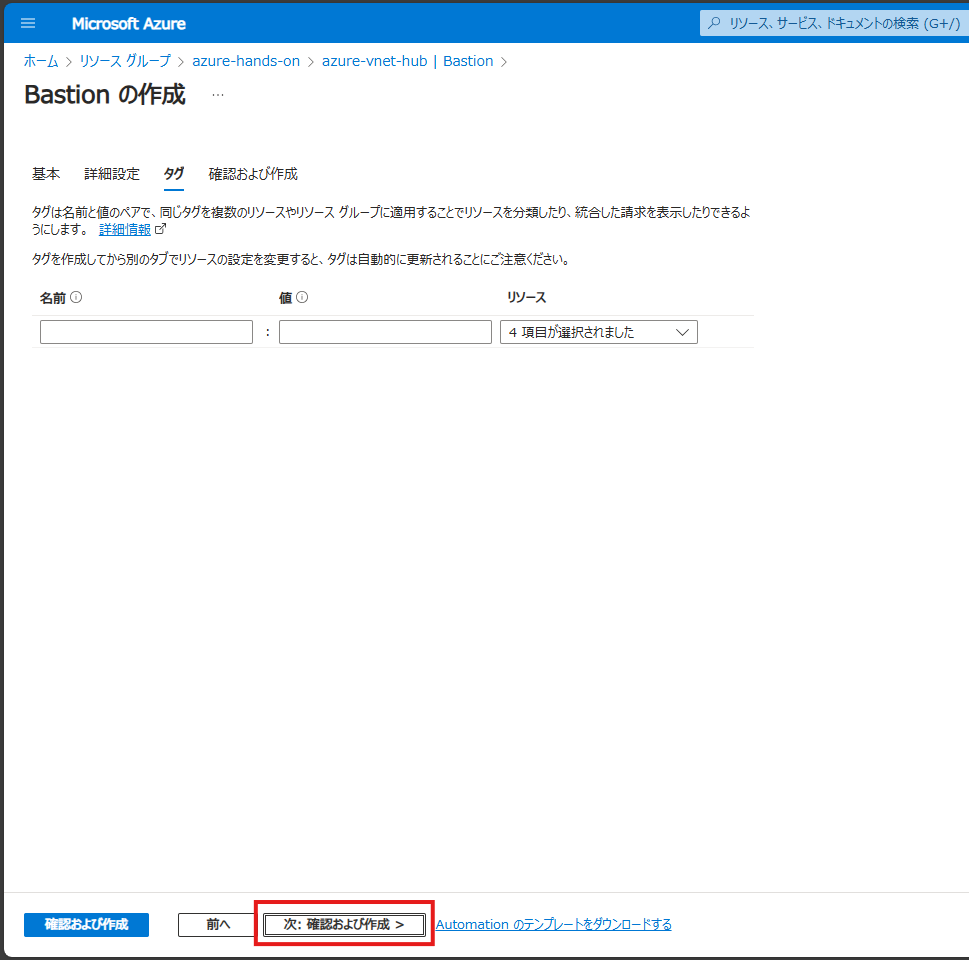 Microsoft Azure
リソース、サービス、ドキュメントの検索 (G+/)
ホーム > リソース グループ > azure-hands-on > azure-vnet-hub | Bastion >
Bastion の作成 ...
基本 詳細設定 タグ 確認および作成
タグは名前と値のペアで、同じタグを複数のリソースやリソース グループに適用することでリソースを分類したり、統合した請求を表示したりできるよ
うにします。 詳細情報
タグを作成してから別のタブでリソースの設定を変更すると、タグは自動的に更新されることにご注意ください。
名前 値 リソース
: 4 項目が選択されました
確認および作成 前へ 次: 確認および作成 > Automation のテンプレートをダウンロードする